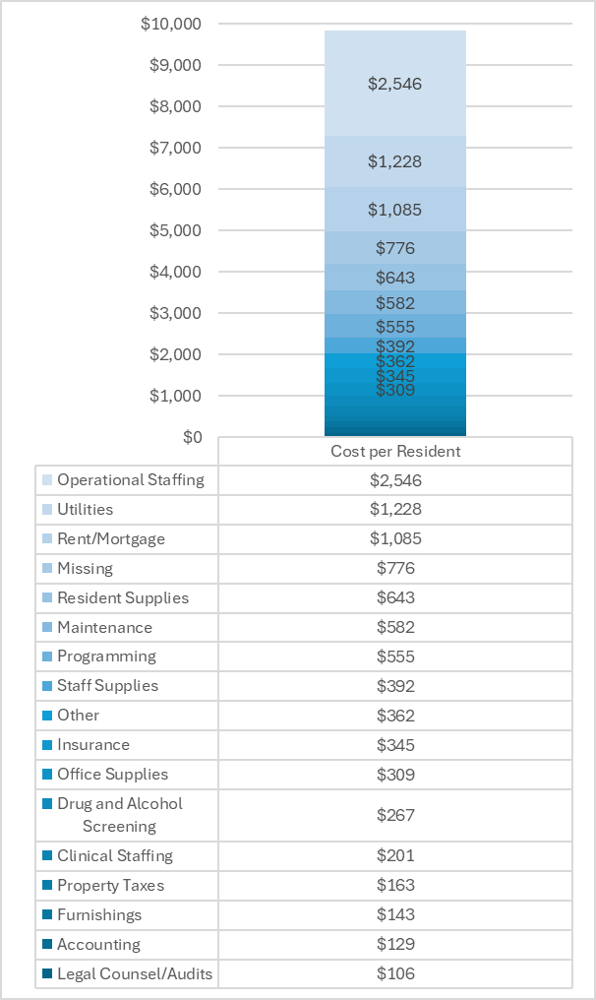 $10,000
$9,000
$8,000
$7,000
$6,000
$5,000
$4,000
$3,000
$2,000
$1,000
$0
$2,546
$1,228
$1,085
$776
$643
$582
$555
$392
$362
$345
$309
Cost per Resident
Operational Staffing $2,546
Utilities $1,228
Rent/Mortgage $1,085
Missing $776
Resident Supplies $643
Maintenance $582
Programming $555
Staff Supplies $392
Other $362
Insurance $345
Office Supplies $309
Drug and Alcohol
Screening $267
Clinical Staffing $201
Property Taxes $163
Furnishings $143
Accounting $129
Legal Counsel/Audits $106